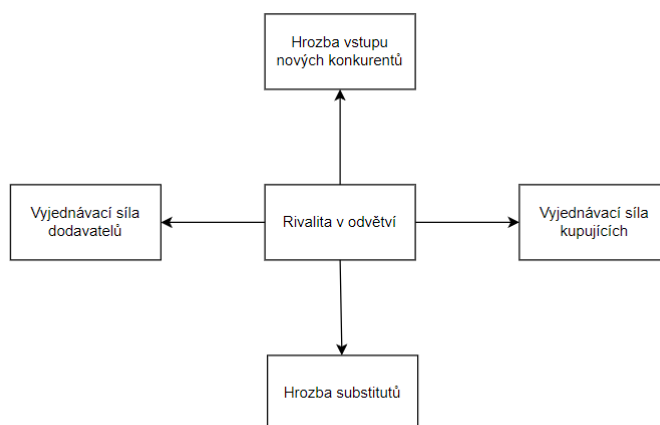 Hrozba vstupu
nových konkurentů
Vyjednávací síla
dodavatelů
Rivalita v odvětví
Vyjednávací síla
kupujících
Hrozba substitutů